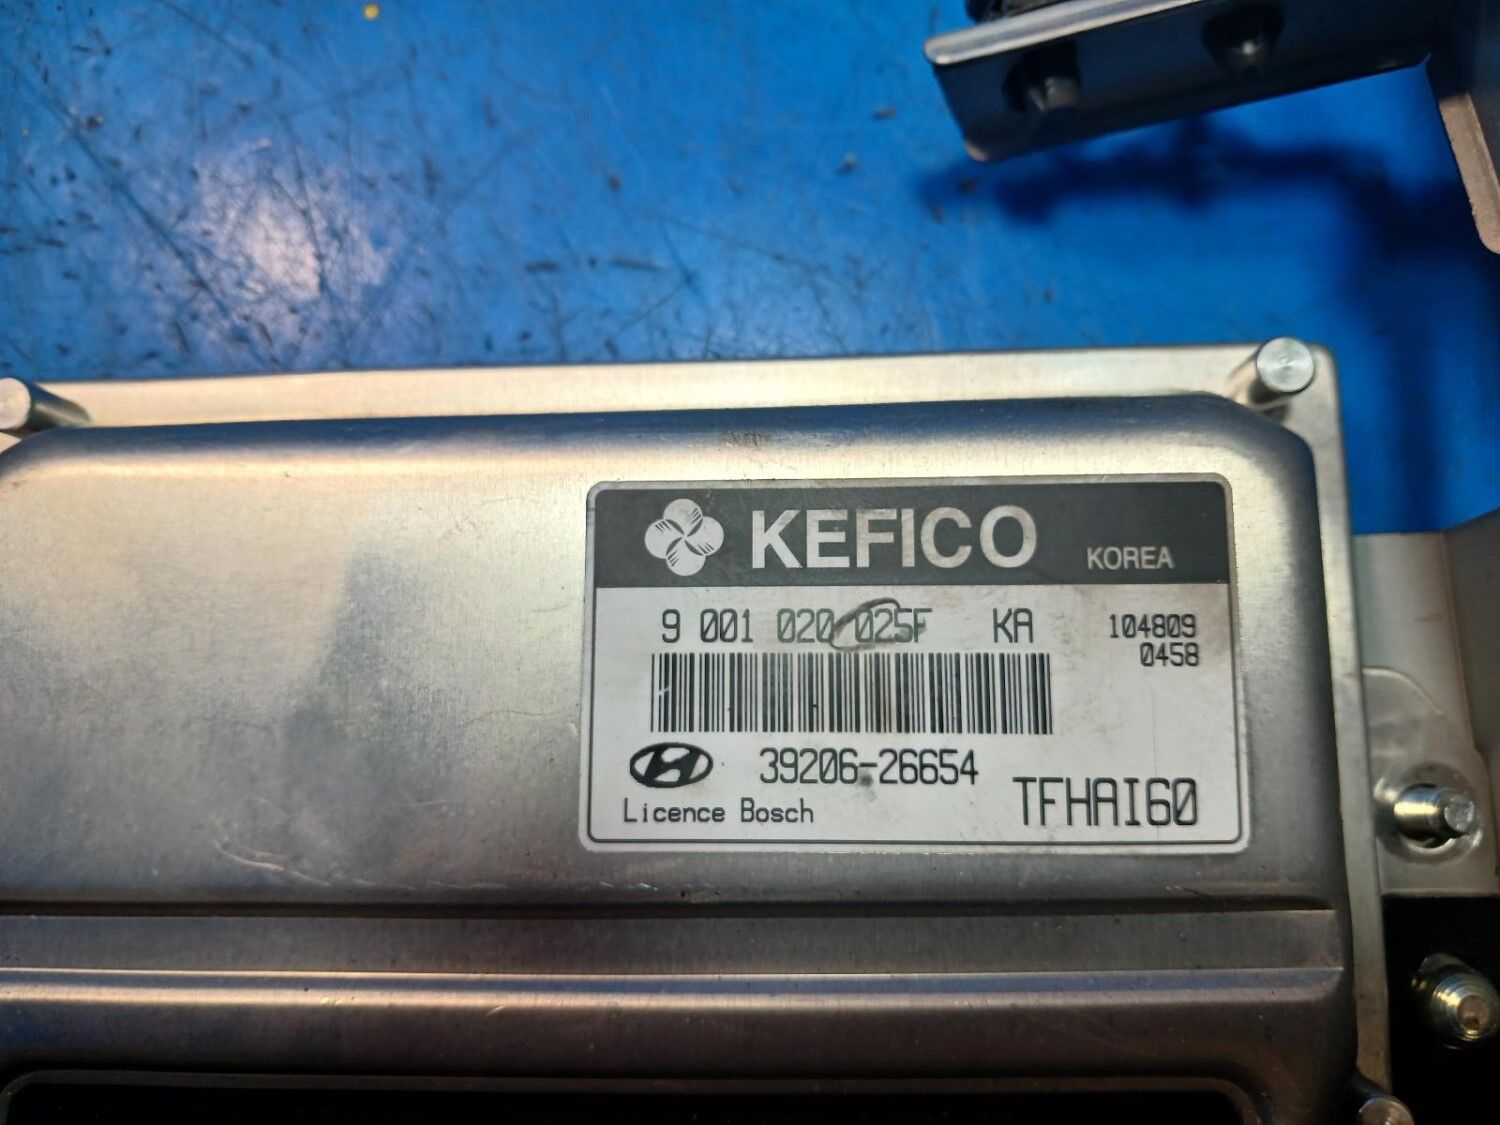 KEFICO KOREA
9 001 020 025F KA 104809
0458
39206-26654
TFHAI60
Licence Bosch